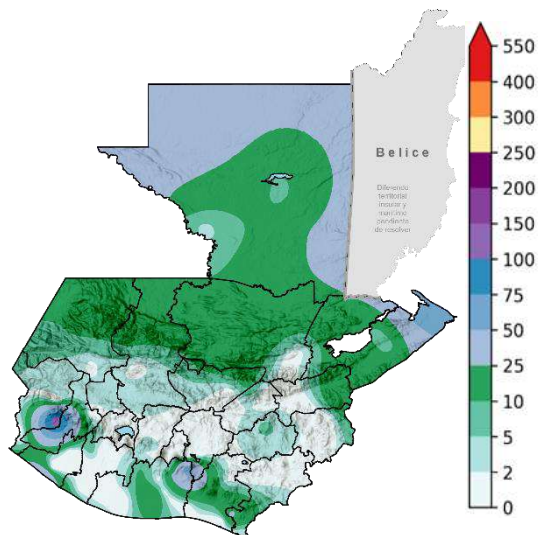 Belice
Diferendo
territorial
insular y
marítimo
pendiente
de resolver
550
400
300
250
200
150
100
75
50
25
10
5
2
0